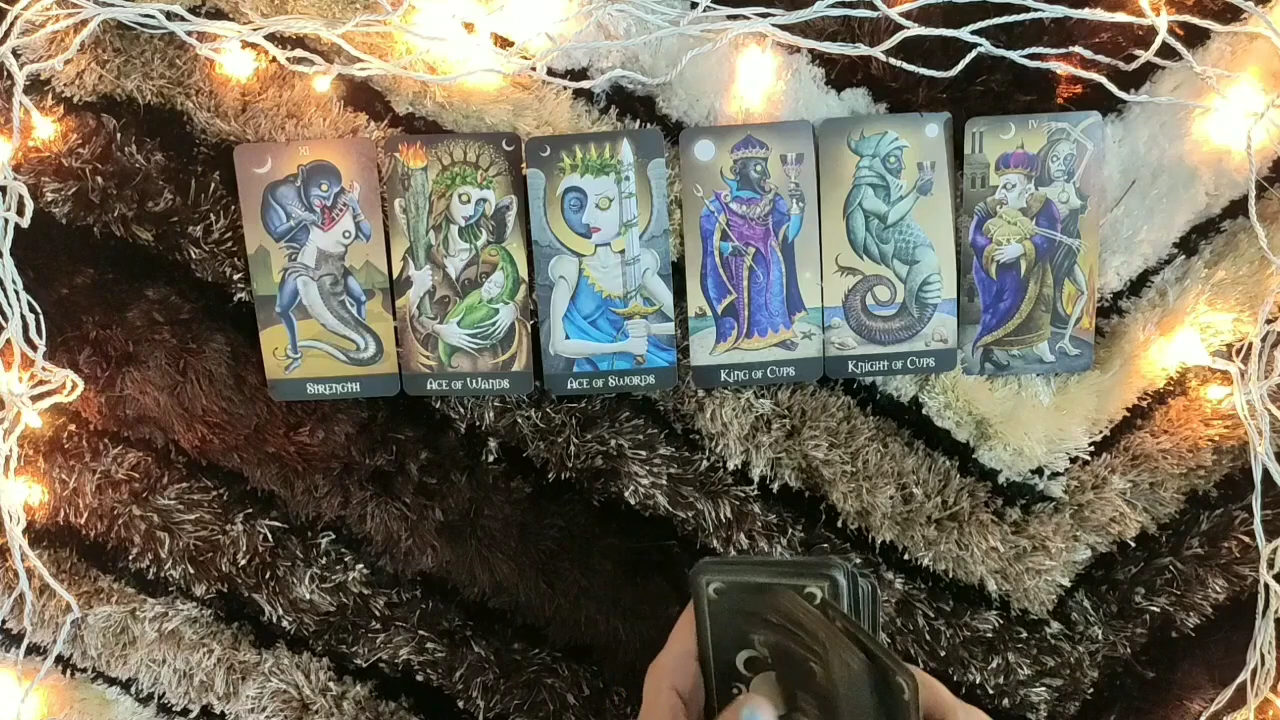 XI
STRENGTH
ACE OF WANDS
ACE OF SWORDS
KING OF CUPS
KNIGHT OF CUPS
IV